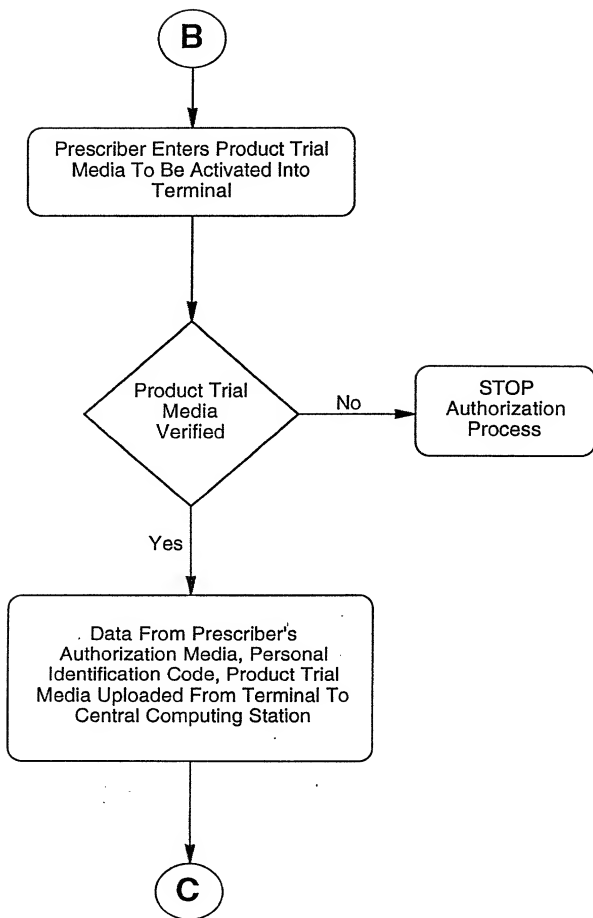 B
Prescriber Enters Product Trial
Media To Be Activated Into
Terminal
Product Trial
Media
Verified
No
STOP
Authorization
Process
Yes
Data From Prescriber's
Authorization Media, Personal
Identification Code, Product Trial
Media Uploaded From Terminal To
Central Computing Station
C